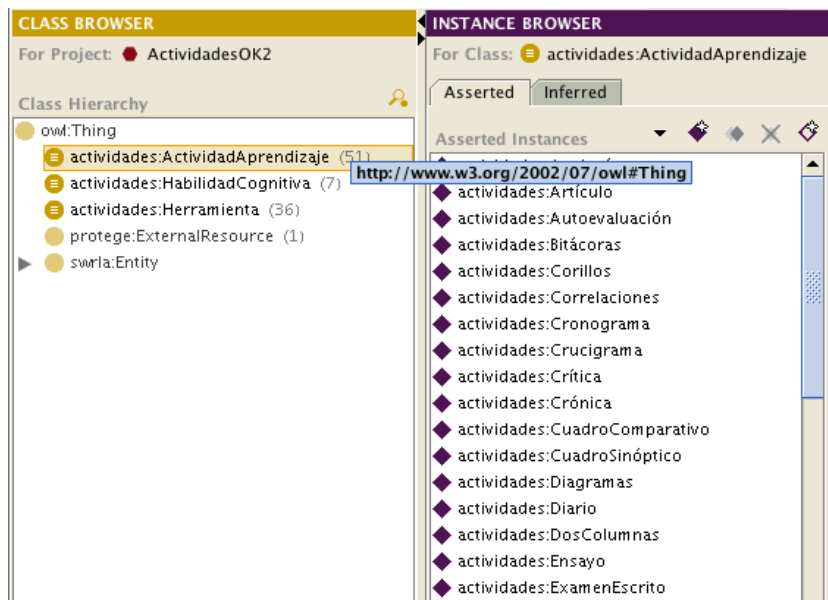 CLASS BROWSER
For Project: ActividadesOK2
Class Hierarchy
owl:Thing
actividades:ActividadAprendizaje (51)
actividades:HabilidadCognitiva (7)
actividades:Herramienta (36)
protege:ExternalResource (1)
swrla:Entity
http://www.w3.org/2002/07/owl#Thing
INSTANCE BROWSER
For Class: actividades:ActividadAprendizaje
Asserted Inferred
Asserted Instances
actividades:Artículo
actividades:Autoevaluación
actividades:Bitácoras
actividades:Corillos
actividades:Correlaciones
actividades:Cronograma
actividades:Crucigrama
actividades:Crítica
actividades:Crónica
actividades:CuadroComparativo
actividades:CuadroSinóptico
actividades:Diagramas
actividades:Diario
actividades:DosColumnas
actividades:Ensayo
actividades:ExamenEscrito